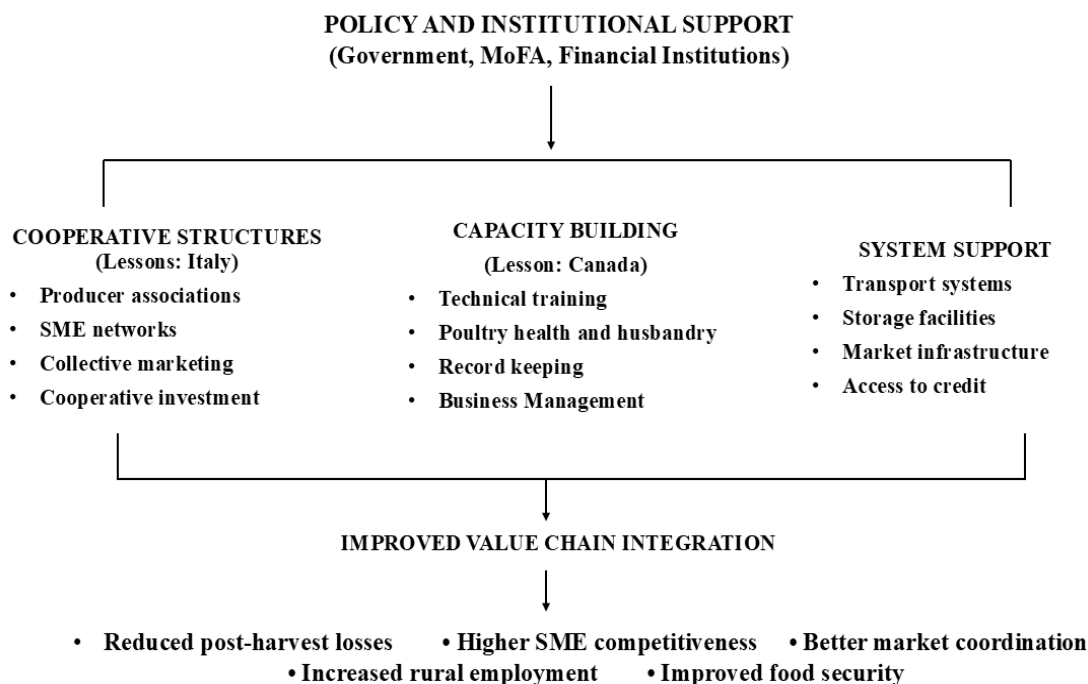 POLICY AND INSTITUTIONAL SUPPORT
(Government, MoFA, Financial Institutions)
COOPERATIVE STRUCTURES
(Lessons: Italy)
• Producer associations
• SME networks
• Collective marketing
• Cooperative investment
CAPACITY BUILDING
(Lesson: Canada)
• Technical training
• Poultry health and husbandry
• Record keeping
• Business Management
SYSTEM SUPPORT
• Transport systems
• Storage facilities
• Market infrastructure
• Access to credit
IMPROVED VALUE CHAIN INTEGRATION
• Reduced post-harvest losses • Higher SME competitiveness • Better market coordination
• Increased rural employment • Improved food security